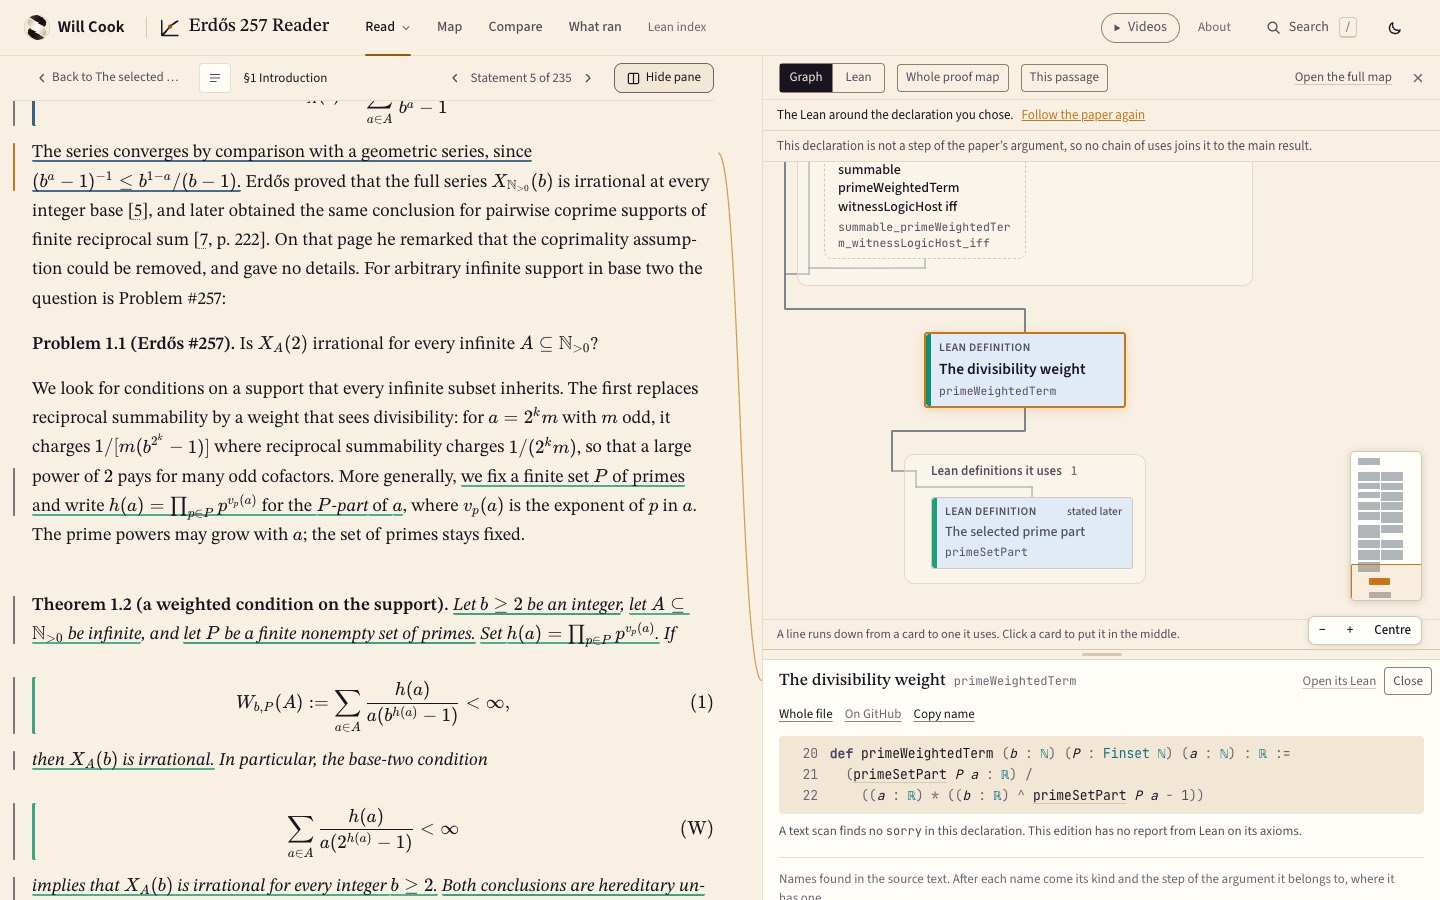 Will Cook
Erdős 257 Reader
Read
Map
Compare
What ran
Lean index
Videos
About
Search
/
Back to The selected …
§1 Introduction
Statement 5 of 235
Hide pane
∑_{a∈A} b^a − 1
The series converges by comparison with a geometric series, since
(b^a − 1)^{−1} ≤ b^{1−a}/(b − 1). Erdős proved that the full series X_{ℕ_{>0}}(b) is irrational at every
integer base [5], and later obtained the same conclusion for pairwise coprime supports of
finite reciprocal sum [7, p. 222]. On that page he remarked that the coprimality assump-
tion could be removed, and gave no details. For arbitrary infinite support in base two the
question is Problem #257:
Problem 1.1 (Erdős #257). Is X_A(2) irrational for every infinite A ⊆ ℕ_{>0}?
We look for conditions on a support that every infinite subset inherits. The first replaces
reciprocal summability by a weight that sees divisibility: for a = 2^k m with m odd, it
charges 1/[m(b^{2^k} − 1)] where reciprocal summability charges 1/(2^k m), so that a large
power of 2 pays for many odd cofactors. More generally, we fix a finite set P of primes
and write h(a) = ∏_{p∈P} p^{v_p(a)} for the P-part of a, where v_p(a) is the exponent of p in a.
The prime powers may grow with a; the set of primes stays fixed.
Theorem 1.2 (a weighted condition on the support). Let b ≥ 2 be an integer, let A ⊆
ℕ_{>0} be infinite, and let P be a finite nonempty set of primes. Set h(a) = ∏_{p∈P} p^{v_p(a)}. If
W_{b,P}(A) := ∑_{a∈A} h(a) / a(b^{h(a)} − 1) < ∞, (1)
then X_A(b) is irrational. In particular, the base-two condition
∑_{a∈A} h(a) / a(2^{h(a)} − 1) < ∞ (W)
implies that X_A(b) is irrational for every integer b ≥ 2. Both conclusions are hereditary un-
Graph
Lean
Whole proof map
This passage
Open the full map
The Lean around the declaration you chose. Follow the paper again
This declaration is not a step of the paper's argument, so no chain of uses joins it to the main result.
summable
primeWeightedTerm
witnessLogicHost iff
summable_primeWeightedTer
m_witnessLogicHost_iff
LEAN DEFINITION
The divisibility weight
primeWeightedTerm
Lean definitions it uses 1
LEAN DEFINITION stated later
The selected prime part
primeSetPart
A line runs down from a card to one it uses. Click a card to put it in the middle.
− + Centre
The divisibility weight primeWeightedTerm
Open its Lean
Close
Whole file On GitHub Copy name
20 def primeWeightedTerm (b : ℕ) (P : Finset ℕ) (a : ℕ) : ℝ :=
21 (primeSetPart P a : ℝ) /
22 ((a : ℝ) * ((b : ℝ) ^ primeSetPart P a - 1))
A text scan finds no sorry in this declaration. This edition has no report from Lean on its axioms.
Names found in the source text. After each name come its kind and the step of the argument it belongs to, where it
has one.